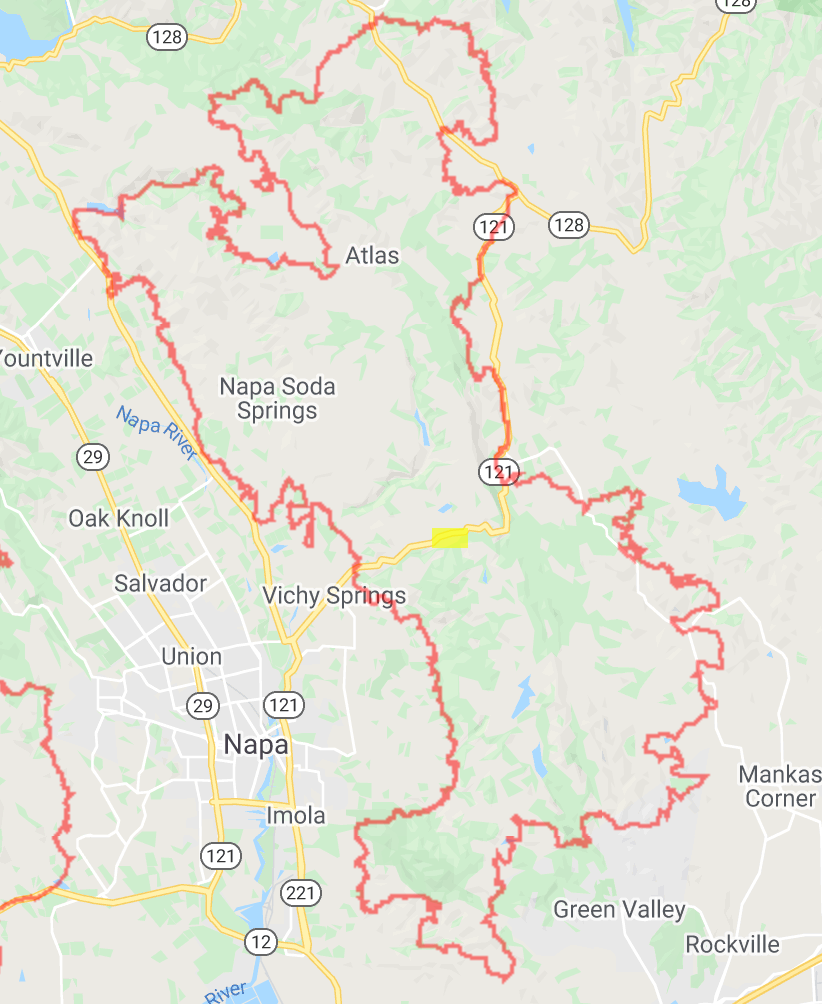 128
128
121
128
Atlas
Yountville
Napa Soda
Springs
Napa River
29
121
Oak Knoll
Salvador
Vichy Springs
Union
29
121
Napa
Mankas
Corner
Imola
121
221
Green Valley
12
Rockville
River